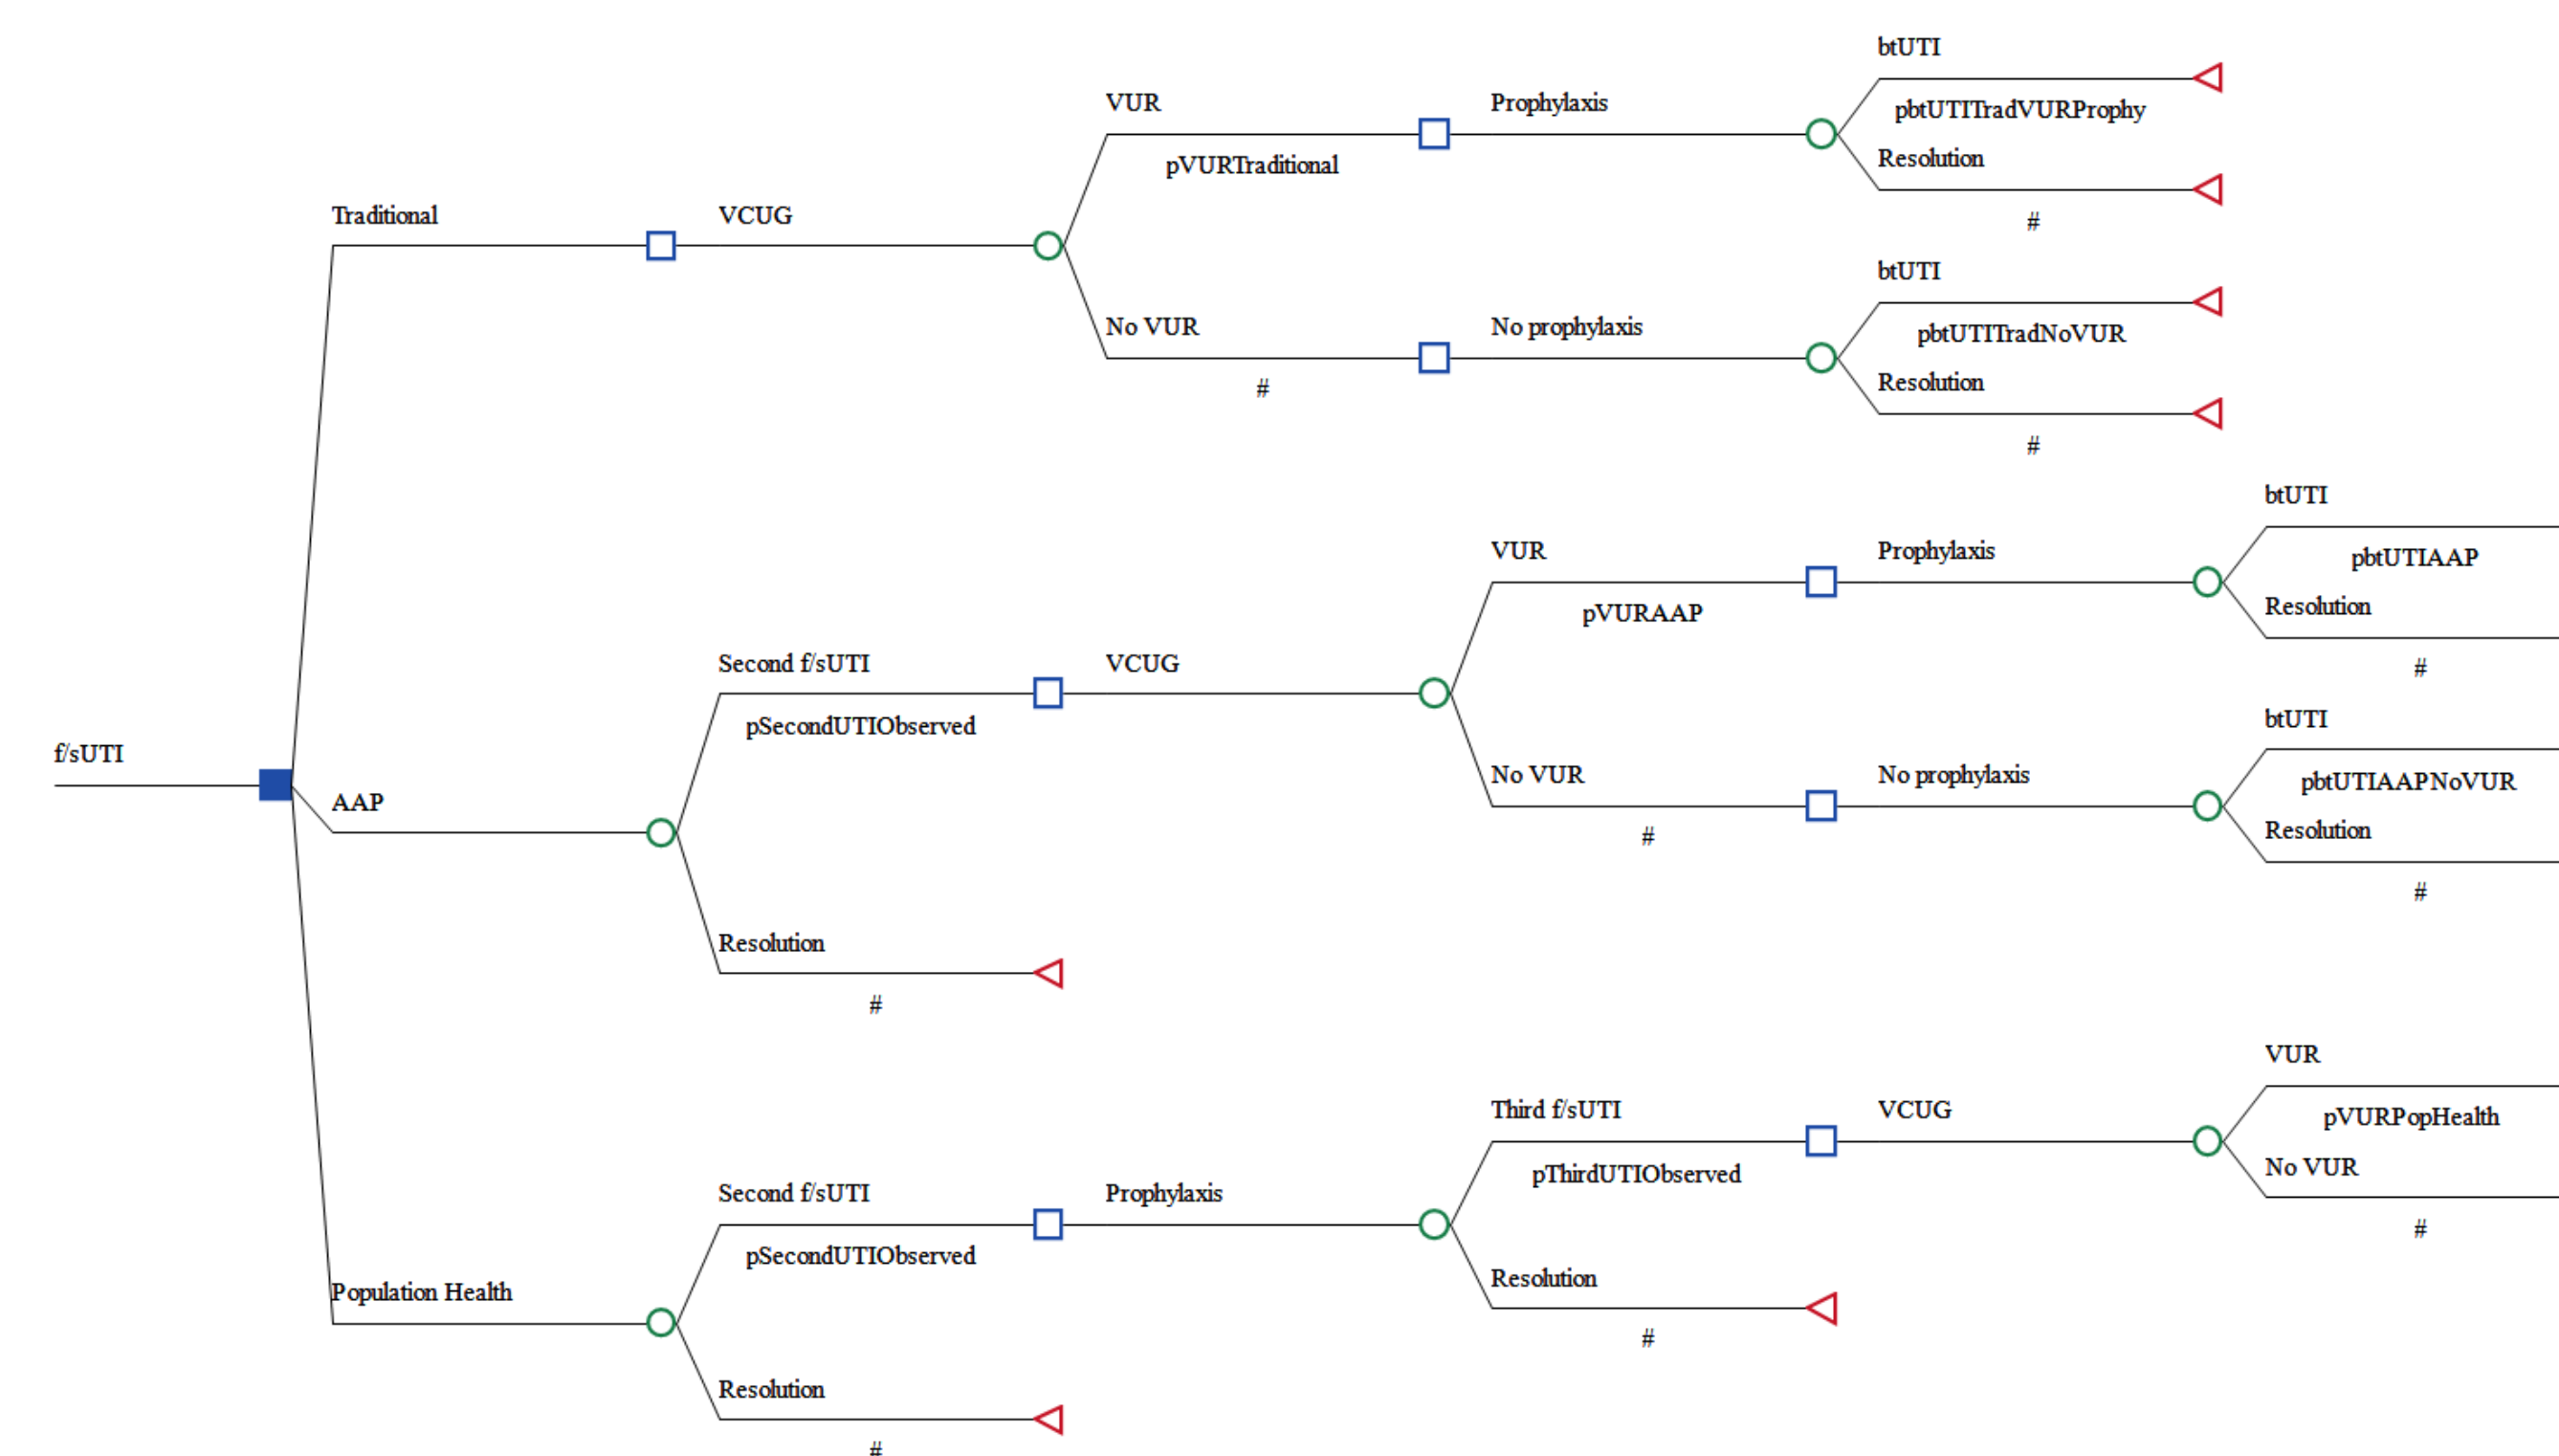 btUTI
VUR
Prophylaxis
pbtUTITradVURProphy
Resolution
pVURTraditional
Traditional
VCUG
#
btUTI
No VUR
No prophylaxis
pbtUTITradNoVUR
Resolution
#
#
btUTI
VUR
Prophylaxis
pbtUTIAAP
Resolution
pVURAAP
Second f/sUTI
VCUG
#
pSecondUTIObserved
btUTI
f/sUTI
No VUR
No prophylaxis
pbtUTIAAPNoVUR
AAP
Resolution
#
#
Resolution
#
VUR
Third f/sUTI
VCUG
pVURPopHealth
pThirdUTIObserved
No VUR
Second f/sUTI
Prophylaxis
#
pSecondUTIObserved
Resolution
Population Health
#
Resolution
#